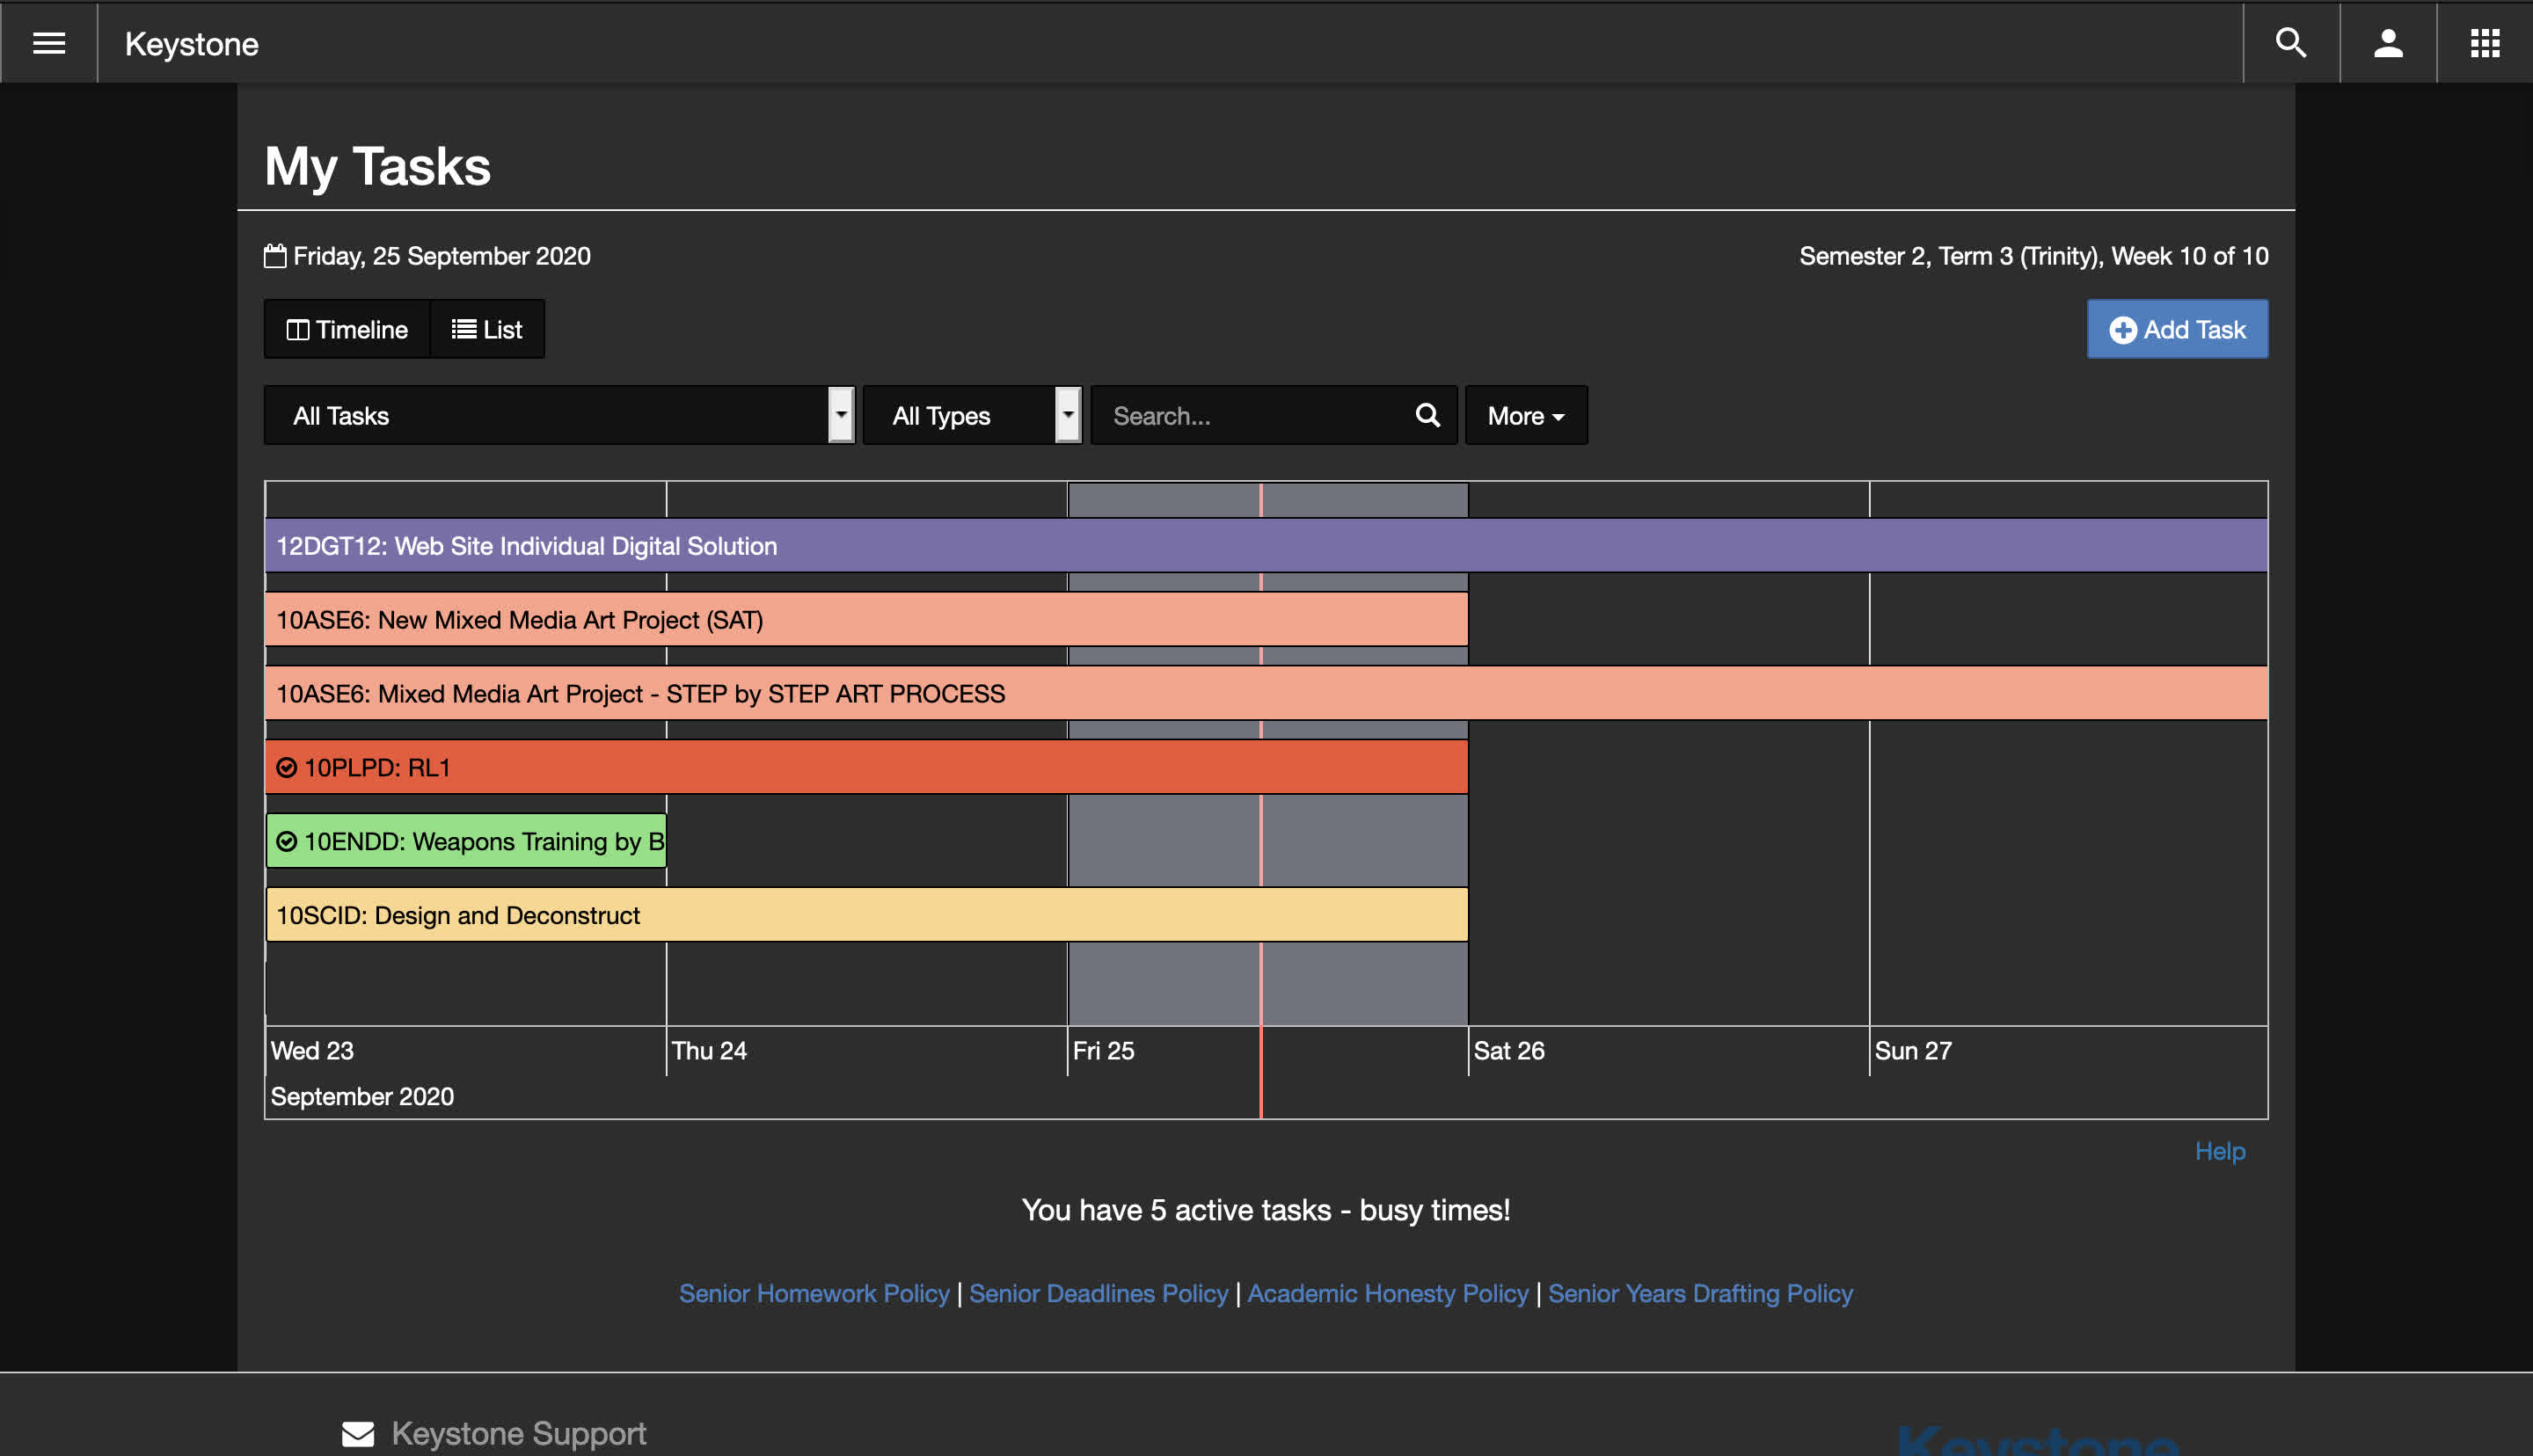 Keystone
My Tasks
Friday, 25 September 2020
Semester 2, Term 3 (Trinity), Week 10 of 10
Timeline
List
Add Task
All Tasks
All Types
Search...
More
12DGT12: Web Site Individual Digital Solution
10ASE6: New Mixed Media Art Project (SAT)
10ASE6: Mixed Media Art Project - STEP by STEP ART PROCESS
10PLPD: RL1
10ENDD: Weapons Training by B
10SCID: Design and Deconstruct
Wed 23
Thu 24
Fri 25
Sat 26
Sun 27
September 2020
Help
You have 5 active tasks - busy times!
Senior Homework Policy | Senior Deadlines Policy | Academic Honesty Policy | Senior Years Drafting Policy
Keystone Support
Keystone